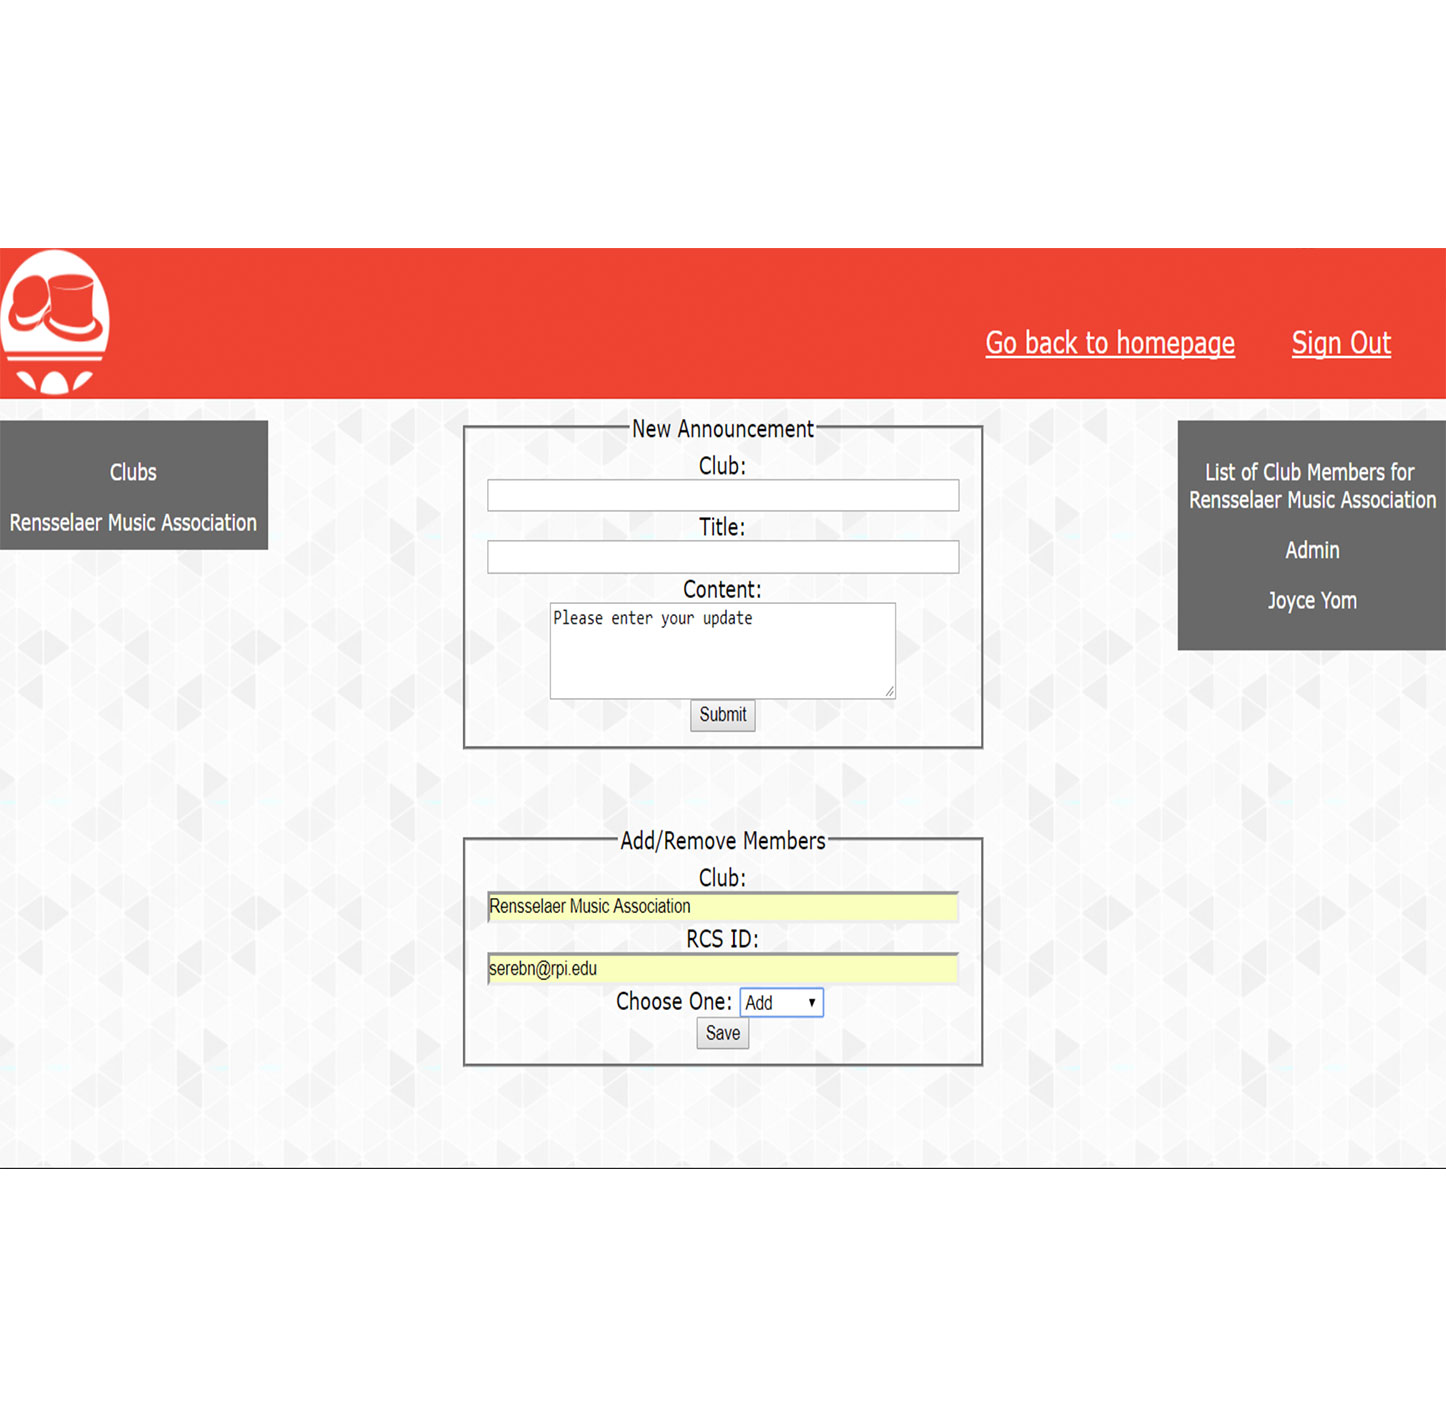 Go back to homepage
Sign Out
Clubs
Rensselaer Music Association
New Announcement
Club:
Title:
Content:
Please enter your update
Submit
Add/Remove Members
Club:
Rensselaer Music Association
RCS ID:
serebn@rpi.edu
Choose One: Add
Save
List of Club Members for
Rensselaer Music Association
Admin
Joyce Yom